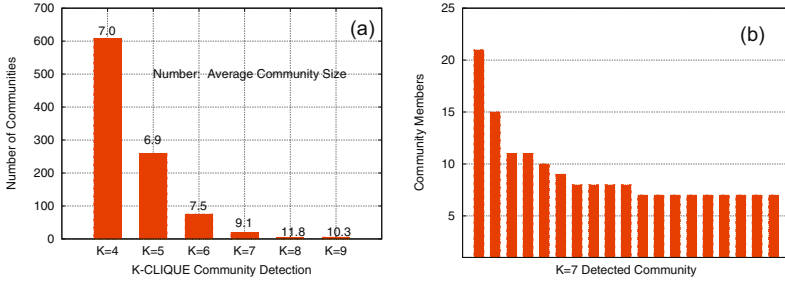 (a)
Number: Average Community Size
Number of Communities
700
600
500
400
300
200
100
0
7.0
6.9
7.5
9.1
11.8
10.3
K=4 K=5 K=6 K=7 K=8 K=9
K-CLIQUE Community Detection
(b)
Community Members
25
20
15
10
5
K=7 Detected Community